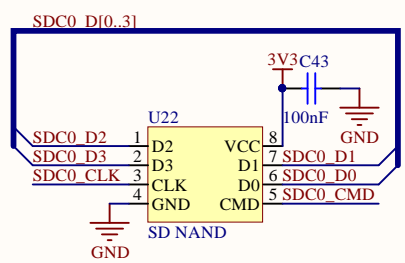 SDC0_D[0..3]
3V3 C43
100nF
GND
U22
SDC0_D2 1 D2 VCC 8
SDC0_D3 2 D3 D1 7 SDC0_D1
SDC0_CLK 3 CLK D0 6 SDC0_D0
4 GND CMD 5 SDC0_CMD
GND
SD NAND